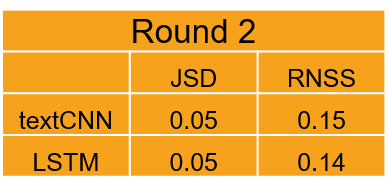 Round 2
JSD RNSS
textCNN 0.05 0.15
LSTM 0.05 0.14